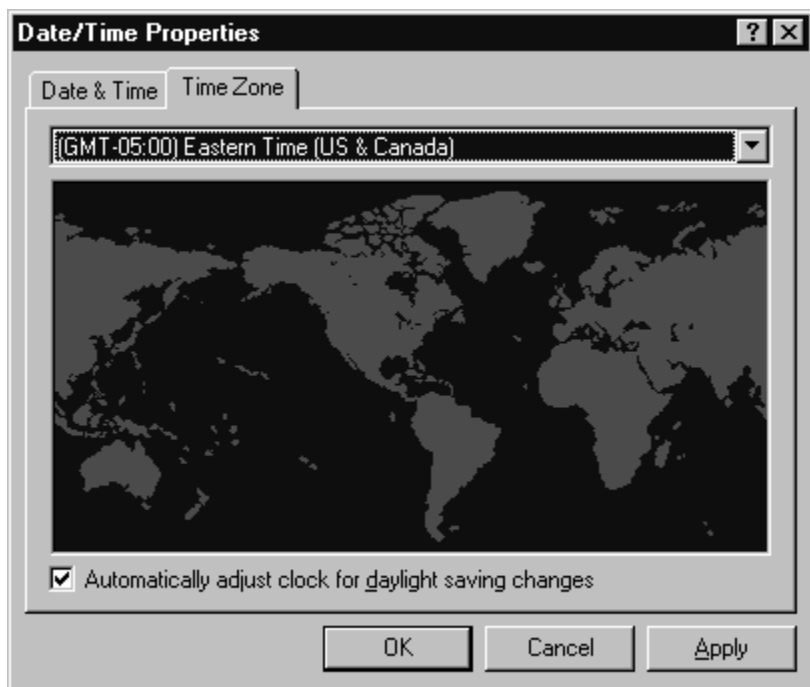 Date/Time Properties
Date & Time
Time Zone
(GMT-05:00) Eastern Time (US & Canada)
Automatically adjust clock for daylight saving changes
OK
Cancel
Apply